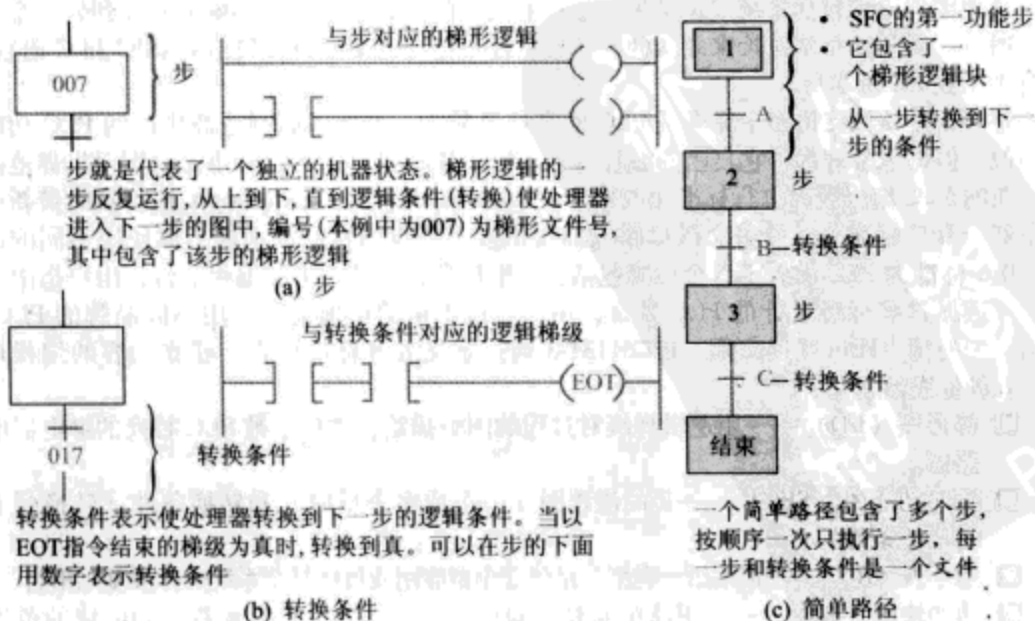 007
步
与步对应的梯形逻辑
步就是代表了一个独立的机器状态。梯形逻辑的
步反复运行,从上到下,直到逻辑条件(转换)使处理器
进入下一步的图中,编号(本例中为007)为梯形文件号,
其中包含了该步的梯形逻辑
(a) 步
017
转换条件
与转换条件对应的逻辑梯级
EOT
转换条件表示使处理器转换到下一步的逻辑条件。当以
EOT指令结束的梯级为真时,转换到真。可以在步的下面
用数字表示转换条件
(b) 转换条件
1
• SFC的第一功能步
• 它包含了一
个梯形逻辑块
A
从一步转换到下一
步的条件
2
步
B
转换条件
3
步
C
转换条件
结束
一个简单路径包含了多个步,
按顺序一次只执行一步,每
一步和转换条件是一个文件
(c) 简单路径